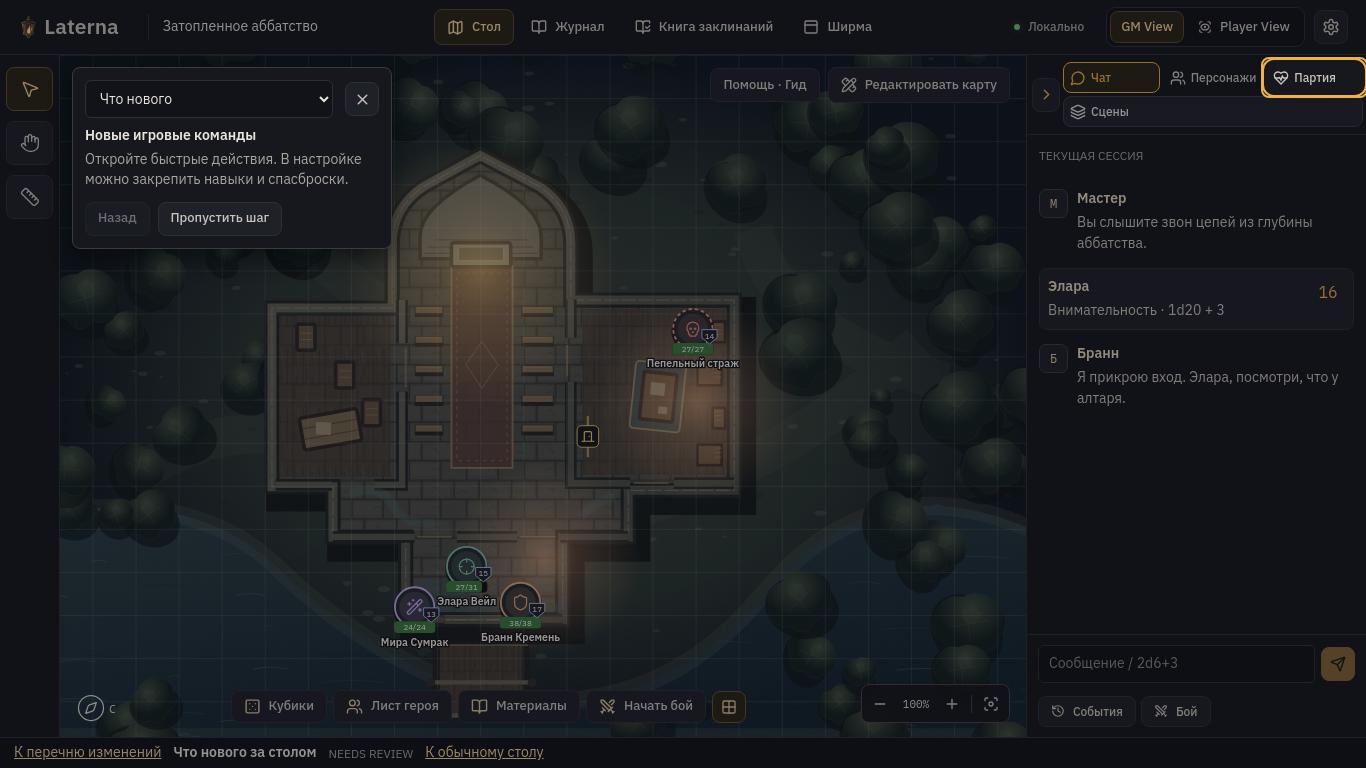 Laterna
Затопленное аббатство
Стол
Журнал
Книга заклинаний
Ширма
Локально
GM View
Player View
Что нового
Новые игровые команды
Откройте быстрые действия. В настройке
можно закрепить навыки и спасброски.
Назад
Пропустить шаг
Помощь · Гид
Редактировать карту
Чат
Персонажи
Партия
Сцены
ТЕКУЩАЯ СЕССИЯ
М
Мастер
Вы слышите звон цепей из глубины
аббатства.
Элара
16
Внимательность · 1d20 + 3
Б
Бранн
Я прикрою вход. Элара, посмотри, что у
алтаря.
14
27/27
Пепельный страж
15
27/31
Элара Вейл
13
24/24
Мира Сумрак
17
38/38
Бранн Кремень
С
Кубики
Лист героя
Материалы
Начать бой
100%
Сообщение / 2d6+3
События
Бой
К перечню изменений
Что нового за столом
NEEDS REVIEW
К обычному столу